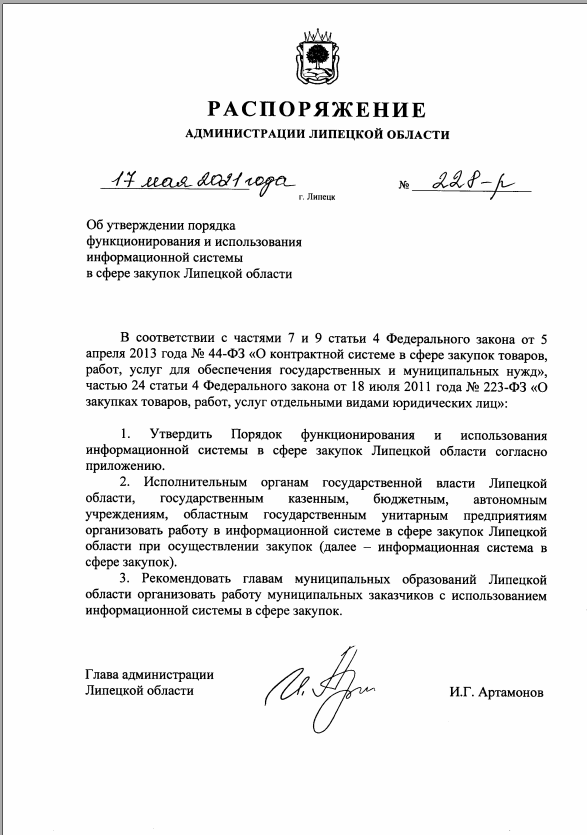 РАСПОРЯЖЕНИЕ
АДМИНИСТРАЦИИ ЛИПЕЦКОЙ ОБЛАСТИ
17 мая 2021 года
№ 228-р
г. Липецк
Об утверждении порядка
функционирования и использования
информационной системы
в сфере закупок Липецкой области
В соответствии с частями 7 и 9 статьи 4 Федерального закона от 5
апреля 2013 года № 44-ФЗ «О контрактной системе в сфере закупок товаров,
работ, услуг для обеспечения государственных и муниципальных нужд»,
частью 24 статьи 4 Федерального закона от 18 июля 2011 года № 223-ФЗ «О
закупках товаров, работ, услуг отдельными видами юридических лиц»:
1. Утвердить Порядок функционирования и использования
информационной системы в сфере закупок Липецкой области согласно
приложению.
2. Исполнительным органам государственной власти Липецкой
области, государственным казенным, бюджетным, автономным
учреждениям, областным государственным унитарным предприятиям
организовать работу в информационной системе в сфере закупок Липецкой
области при осуществлении закупок (далее – информационная система в
сфере закупок).
3. Рекомендовать главам муниципальных образований Липецкой
области организовать работу муниципальных заказчиков с использованием
информационной системы в сфере закупок.
Глава администрации
Липецкой области
И.Г. Артамонов